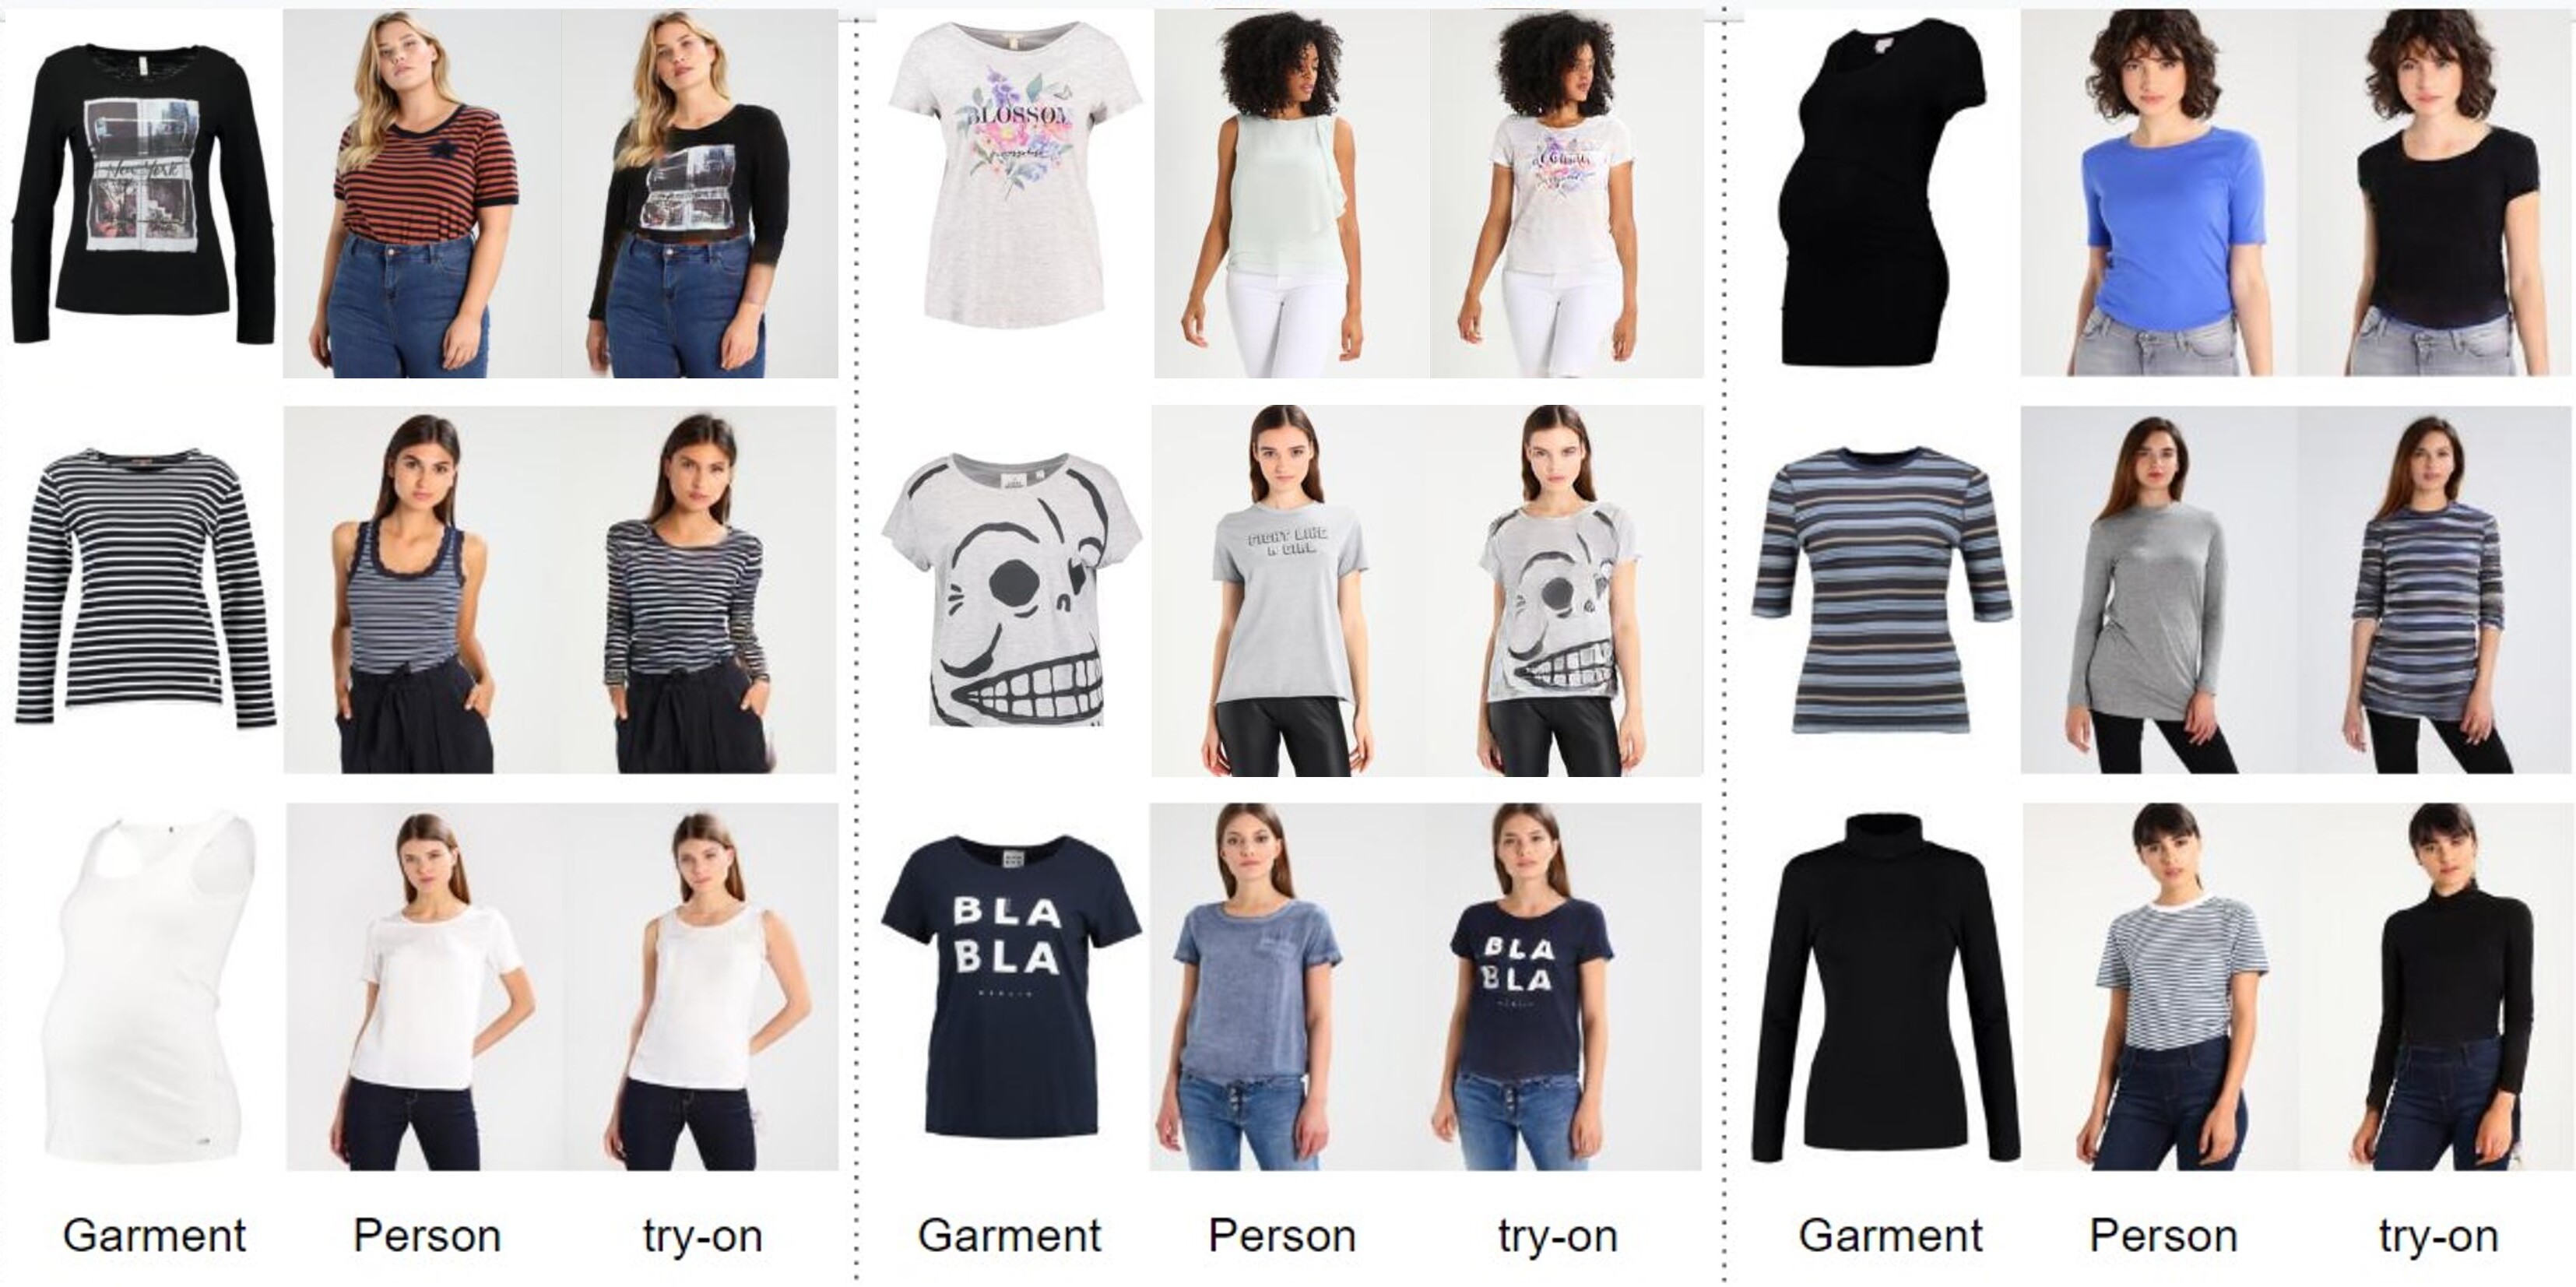 New York
BLOSSOM
FIGHT LIKE
A GIRL
BLA
BLA
BERLIN
BLA
BLA
Garment
Person
try-on
Garment
Person
try-on
Garment
Person
try-on